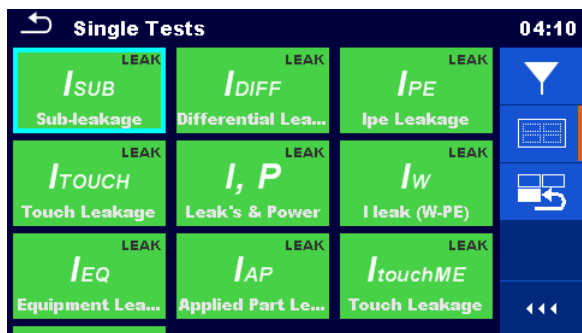 Single Tests 04:10
LEAK LEAK LEAK
ISUB IDIFF IPE
Sub-leakage Differential Lea... Ipe Leakage
LEAK LEAK LEAK
ITOUCH I, P IW
Touch Leakage Leak's & Power I leak (W-PE)
LEAK LEAK LEAK
IEQ IAP ItouchME
Equipment Lea... Applied Part Le... Touch Leakage